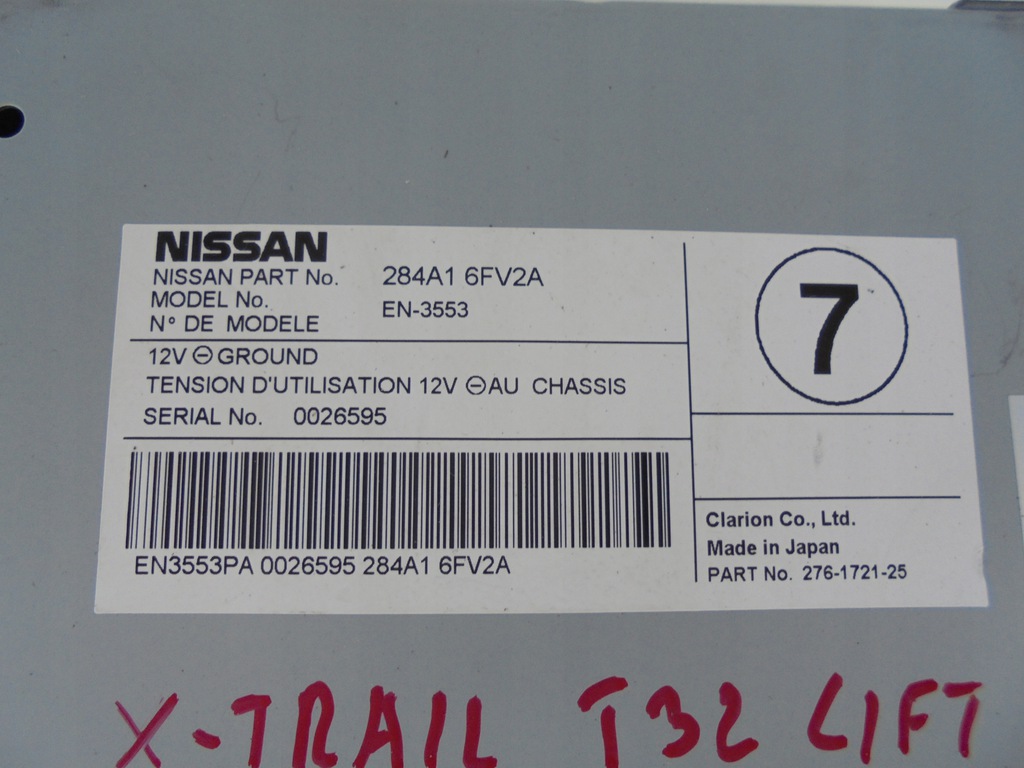 NISSAN
NISSAN PART No. 284A1 6FV2A
MODEL No.
N° DE MODELE EN-3553
12V ⊖ GROUND
TENSION D'UTILISATION 12V ⊖ AU CHASSIS
SERIAL No. 0026595
EN3553PA 0026595 284A1 6FV2A
7
Clarion Co., Ltd.
Made in Japan
PART No. 276-1721-25
X-TRAIL T32 LIFT